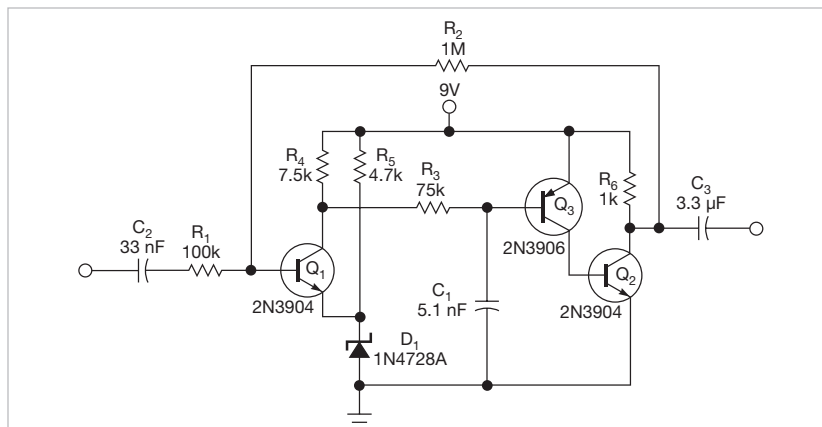 R2
1M
9V
R4
7.5k
R5
4.7k
R3
75k
R6
1k
C3
3.3 µF
C2
33 nF
R1
100k
Q1
2N3904
Q3
2N3906
Q2
2N3904
C1
5.1 nF
D1
1N4728A